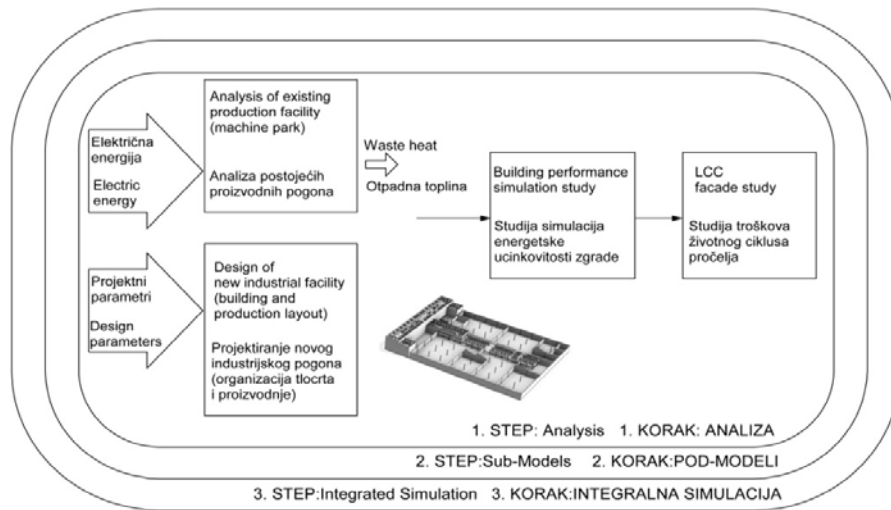 Električna
energija
Electric
energy
Analysis of existing
production facility
(machine park)
Analiza postojećih
proizvodnih pogona
Waste heat
Otpadna toplina
Building performance
simulation study
Studija simulacija
energetske
ucinkovitosti zgrade
LCC
facade study
Studija troškova
životnog ciklusa
pročelja
Projektni
parametri
Design
parameters
Design of
new industrial facility
(building and
production layout)
Projektiranje novog
industrijskog pogona
(organizacija tlocrta
i proizvodnje)
1. STEP: Analysis 1. KORAK: ANALIZA
2. STEP:Sub-Models 2. KORAK:POD-MODELI
3. STEP:Integrated Simulation 3. KORAK:INTEGRALNA SIMULACIJA